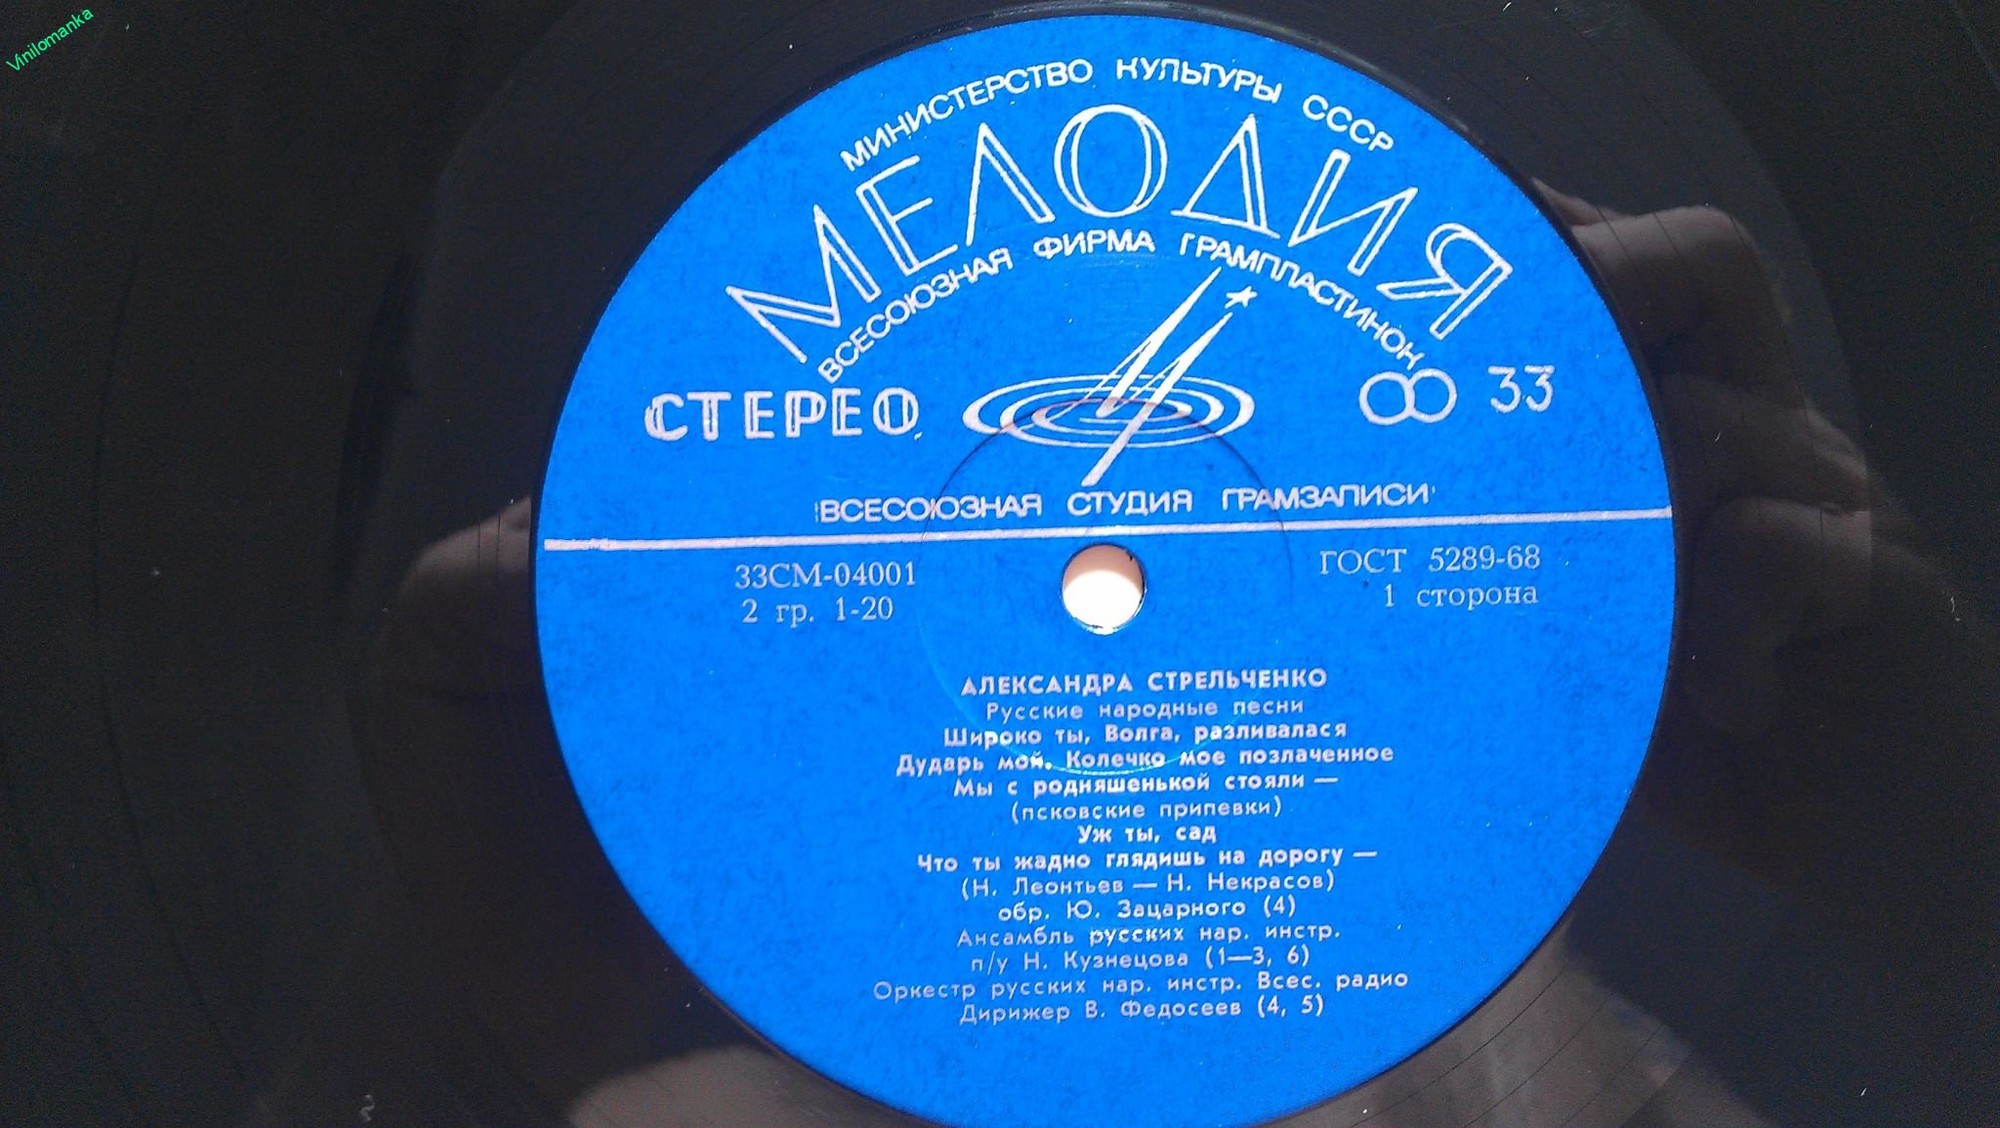 Vinilomanka
МИНИСТЕРСТВО КУЛЬТУРЫ СССР
МЕЛОДИЯ
ВСЕСОЮЗНАЯ ФИРМА ГРАМПЛАСТИНОК
СТЕРЕО
33
ВСЕСОЮЗНАЯ СТУДИЯ ГРАМЗАПИСИ
33СМ-04001
ГОСТ 5289-68
2 гр. 1-20
1 сторона
АЛЕКСАНДРА СТРЕЛЬЧЕНКО
Русские народные песни
Широко ты, Волга, разливалася
Дударь мой. Колечко мое позлаченное
Мы с родняшенькой стояли —
(псковские припевки)
Уж ты, сад
Что ты жадно глядишь на дорогу —
(Н. Леонтьев — Н. Некрасов)
обр. Ю. Зацарного (4)
Ансамбль русских нар. инстр.
п/у Н. Кузнецова (1—3, 6)
Оркестр русских нар. инстр. Всес. радио
Дирижер В. Федосеев (4, 5)